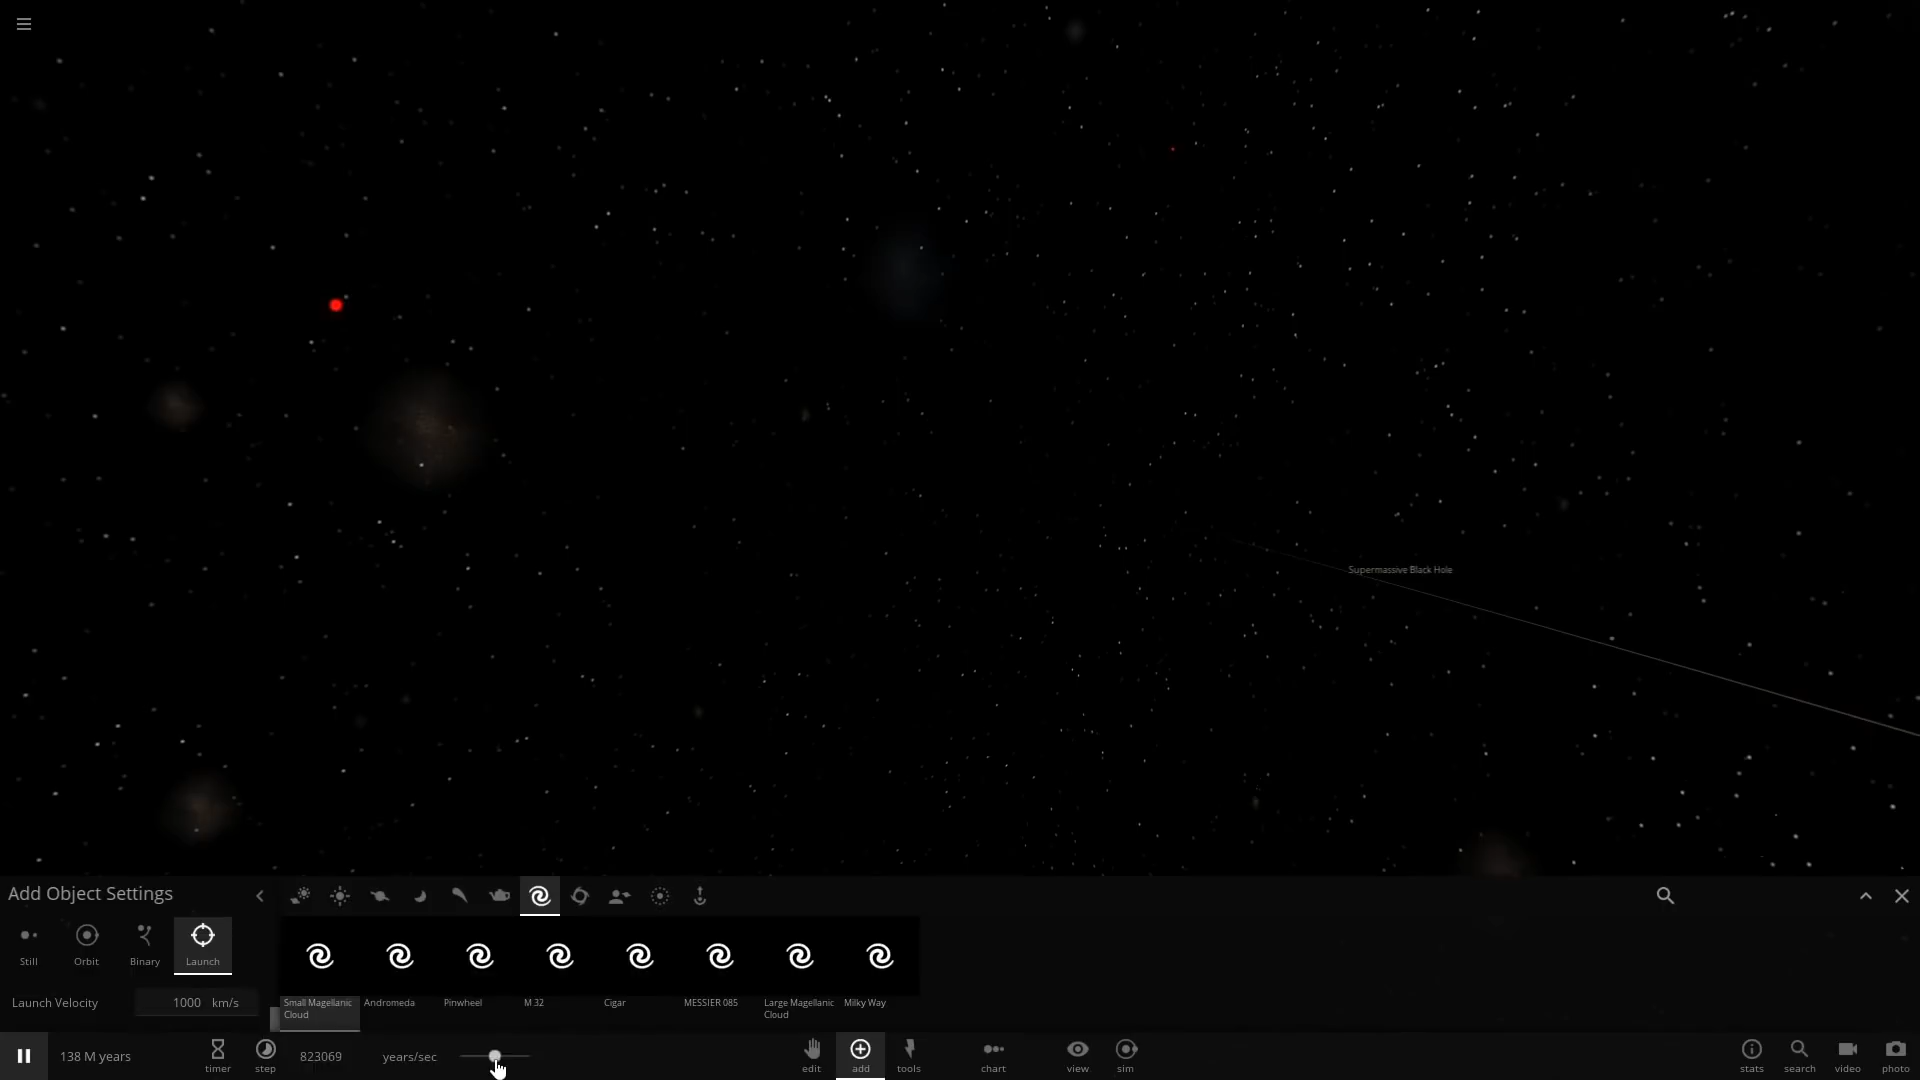 Supermassive Black Hole
Add Object Settings
Still
Orbit
Binary
Launch
Launch Velocity
1000 km/s
Small Magellanic
Cloud
Andromeda
Pinwheel
M 32
Cigar
MESSIER 085
Large Magellanic
Cloud
Milky Way
138 M years
timer
step
823069
years/sec
edit
add
tools
chart
view
sim
stats
search
video
photo